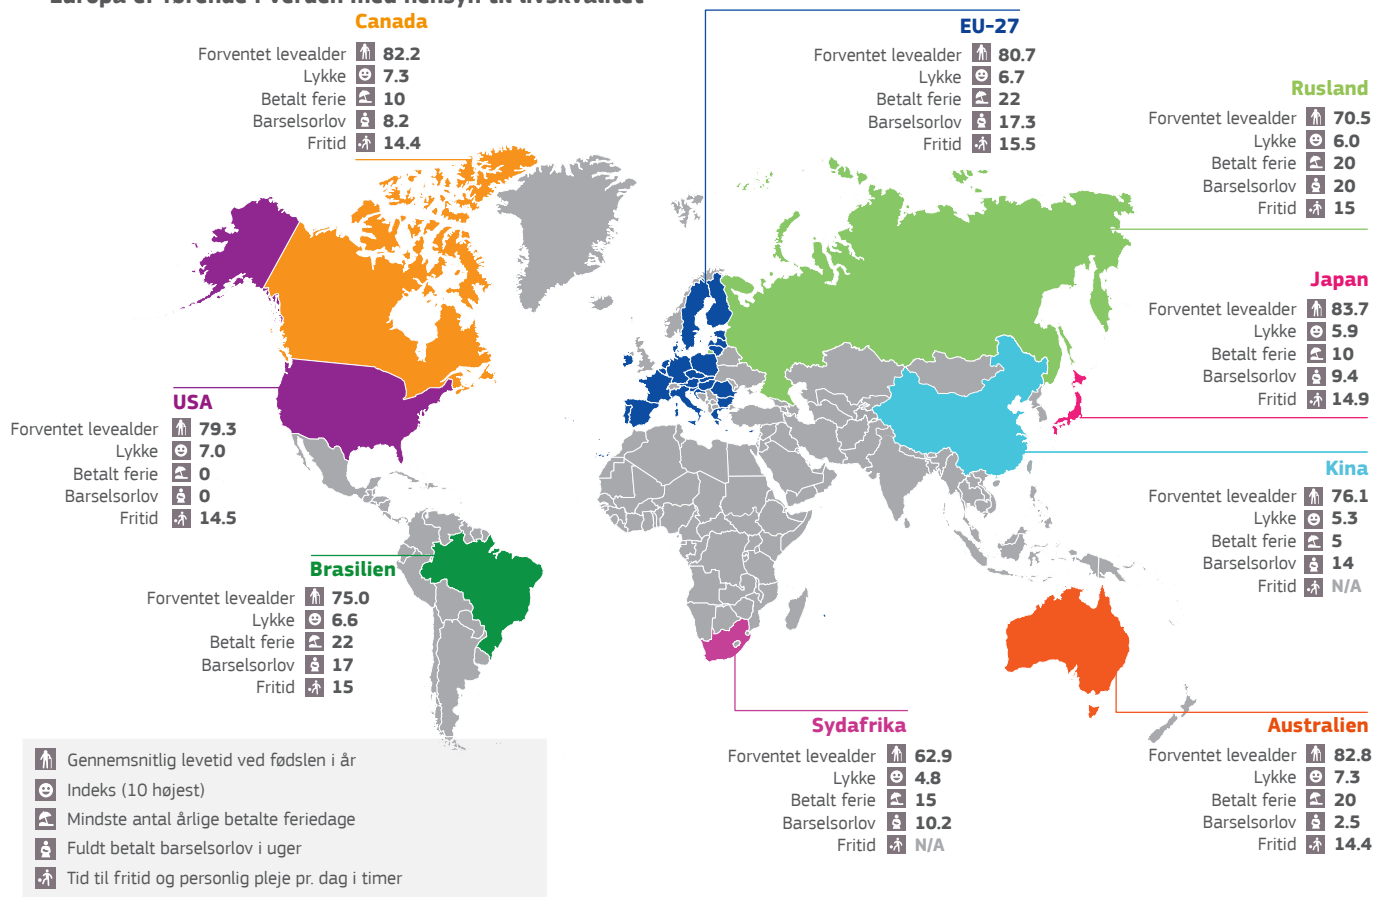 Europa er førende i verden med hensyn til livskvalitet
Canada
Forventet levealder 82.2
Lykke 7.3
Betalt ferie 10
Barselsorlov 8.2
Fritid 14.4
EU-27
Forventet levealder 80.7
Lykke 6.7
Betalt ferie 22
Barselsorlov 17.3
Fritid 15.5
Rusland
Forventet levealder 70.5
Lykke 6.0
Betalt ferie 20
Barselsorlov 20
Fritid 15
Japan
Forventet levealder 83.7
Lykke 5.9
Betalt ferie 10
Barselsorlov 9.4
Fritid 14.9
USA
Forventet levealder 79.3
Lykke 7.0
Betalt ferie 0
Barselsorlov 0
Fritid 14.5
Kina
Forventet levealder 76.1
Lykke 5.3
Betalt ferie 5
Barselsorlov 14
Fritid N/A
Brasilien
Forventet levealder 75.0
Lykke 6.6
Betalt ferie 22
Barselsorlov 17
Fritid 15
Sydafrika
Forventet levealder 62.9
Lykke 4.8
Betalt ferie 15
Barselsorlov 10.2
Fritid N/A
Australien
Forventet levealder 82.8
Lykke 7.3
Betalt ferie 20
Barselsorlov 2.5
Fritid 14.4
Gennemsnitlig levetid ved fødslen i år
Indeks (10 højest)
Mindste antal årlige betalte feriedage
Fuldt betalt barselsorlov i uger
Tid til fritid og personlig pleje pr. dag i timer